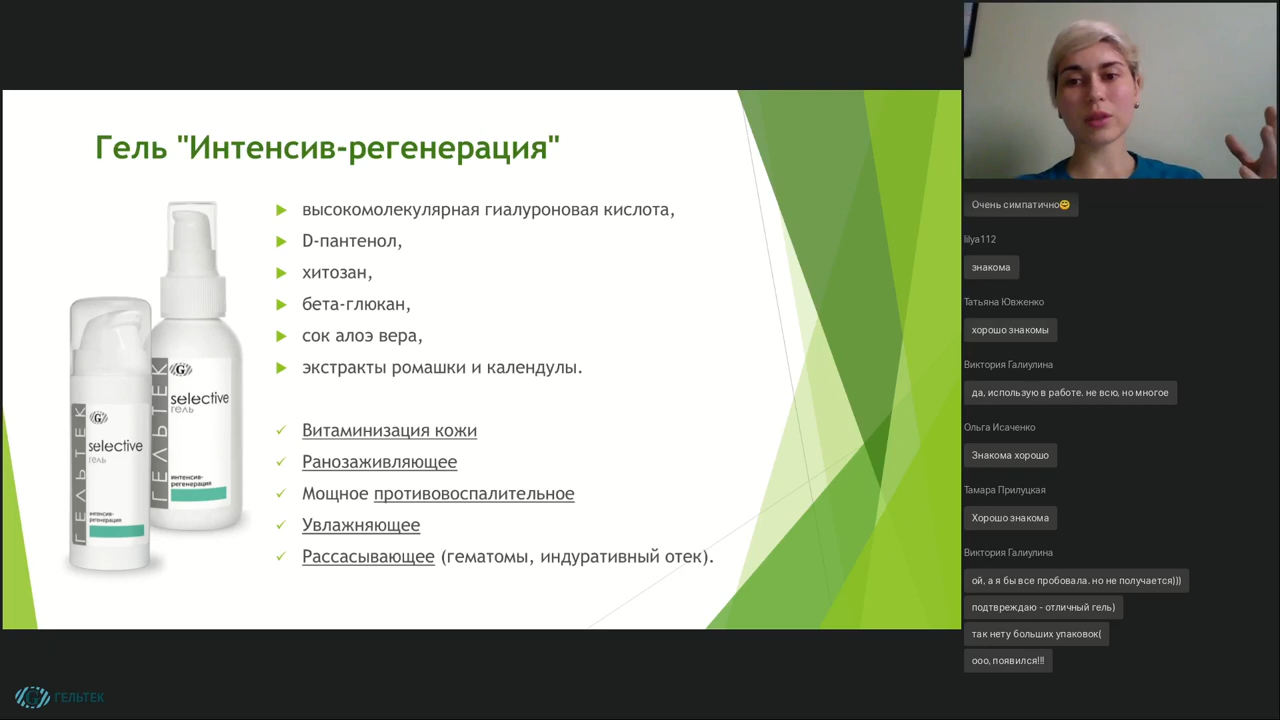 Гель "Интенсив-регенерация"
высокомолекулярная гиалуроновая кислота,
D-пантенол,
хитозан,
бета-глюкан,
сок алоэ вера,
экстракты ромашки и календулы.
Витаминизация кожи
Ранозаживляющее
Мощное противовоспалительное
Увлажняющее
Рассасывающее (гематомы, индуративный отек).
ГЕЛЬТЕК
G
selective
гель
интенсив-
регенерация
ГЕЛЬТЕК
G
selective
гель
интенсив-
регенерация
Очень симпатично😊
lilya112
знакома
Татьяна Ювженко
хорошо знакомы
Виктория Галиулина
да, использую в работе. не всю, но многое
Ольга Исаченко
Знакома хорошо
Тамара Прилуцкая
Хорошо знакома
Виктория Галиулина
ой, а я бы все пробовала. но не получается)))
подтвреждаю - отличный гель)
так нету больших упаковок(
ооо, появился!!!
G ГЕЛЬТЕК